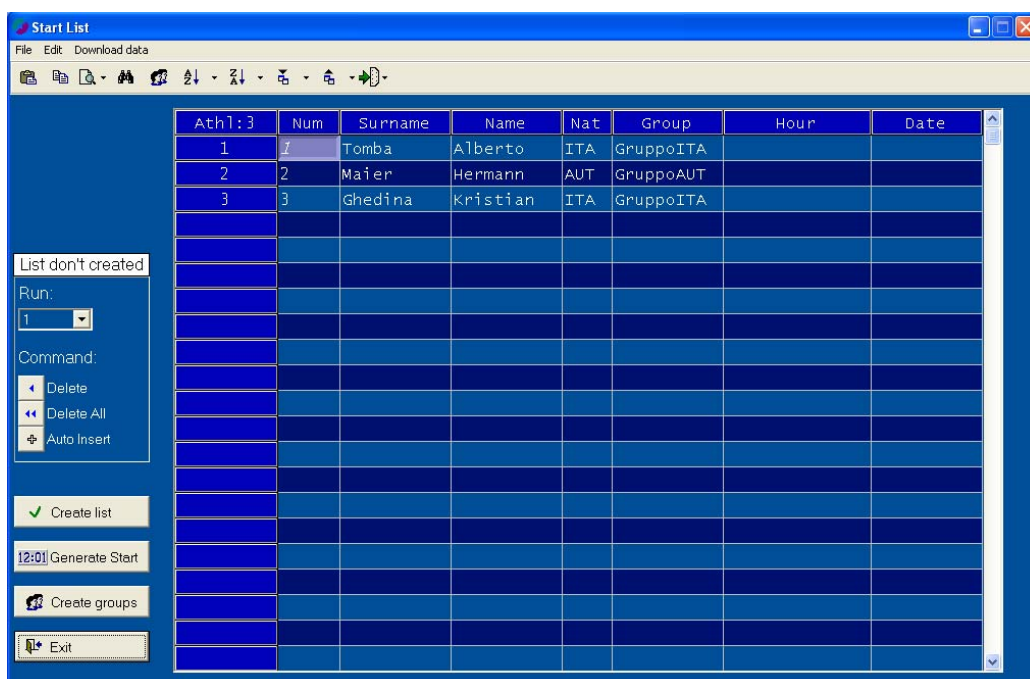 Start List
File Edit Download data
Athl:3 Num Surname Name Nat Group Hour Date
1 1 Tomba Alberto ITA GruppoITA
2 2 Maier Hermann AUT GruppoAUT
3 3 Ghedina Kristian ITA GruppoITA
List don't created
Run:
1
Command:
Delete
Delete All
Auto Insert
Create list
12:01 Generate Start
Create groups
Exit